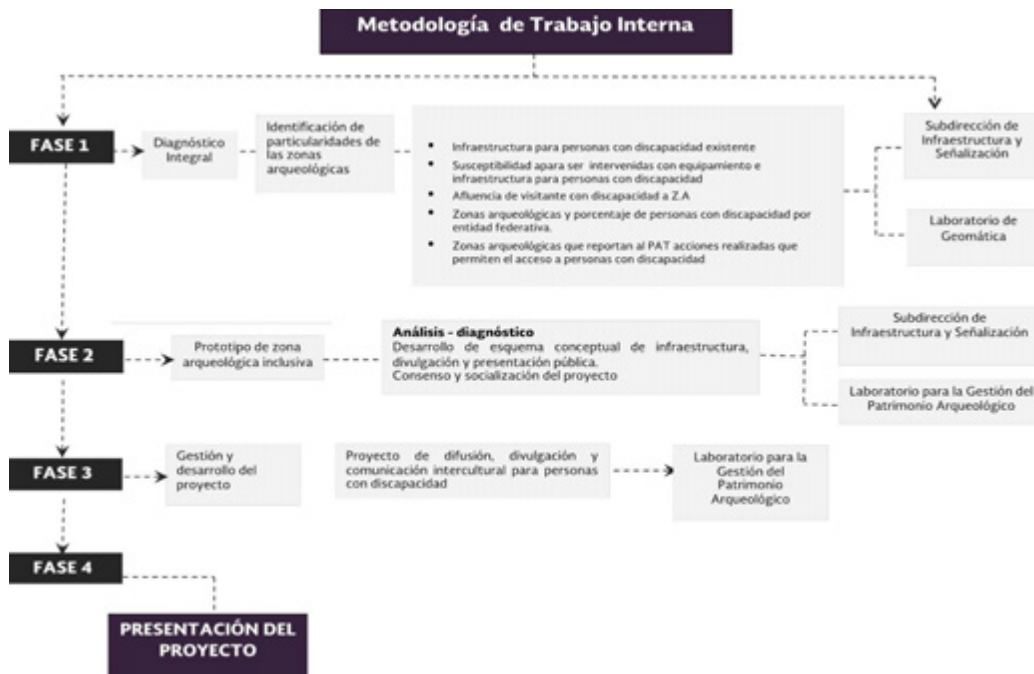 Metodología de Trabajo Interna
FASE 1
Diagnóstico
Integral
Identificación de
particularidades de
las zonas
arqueológicas
• Infraestructura para personas con discapacidad existente
• Susceptibilidad apara ser intervenidas con equipamiento e
infraestructura para personas con discapacidad
• Afluencia de visitante con discapacidad a Z.A
• Zonas arqueológicas y porcentaje de personas con discapacidad por
entidad federativa.
• Zonas arqueológicas que reportan al PAT acciones realizadas que
permiten el acceso a personas con discapacidad
Subdirección de
Infraestructura y
Señalización
Laboratorio de
Geomática
FASE 2
Prototipo de zona
arqueológica inclusiva
Análisis - diagnóstico
Desarrollo de esquema conceptual de infraestructura,
divulgación y presentación pública.
Consenso y socialización del proyecto
Subdirección de
Infraestructura y Señalización
Laboratorio para la Gestión del
Patrimonio Arqueológico
FASE 3
Gestión y
desarrollo del
proyecto
Proyecto de difusión, divulgación y
comunicación intercultural para personas
con discapacidad
Laboratorio para la
Gestión del
Patrimonio
Arqueológico
FASE 4
PRESENTACIÓN DEL
PROYECTO